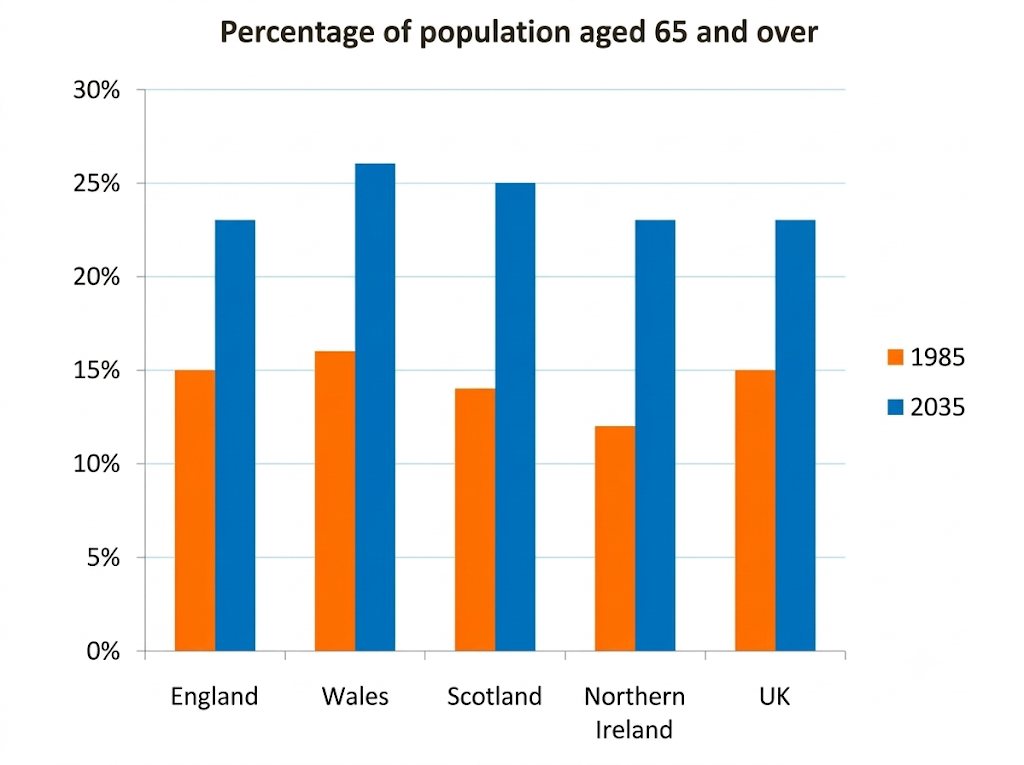 Percentage of population aged 65 and over
30%
25%
20%
15%
10%
5%
0%
England
Wales
Scotland
Northern
Ireland
UK
1985
2035